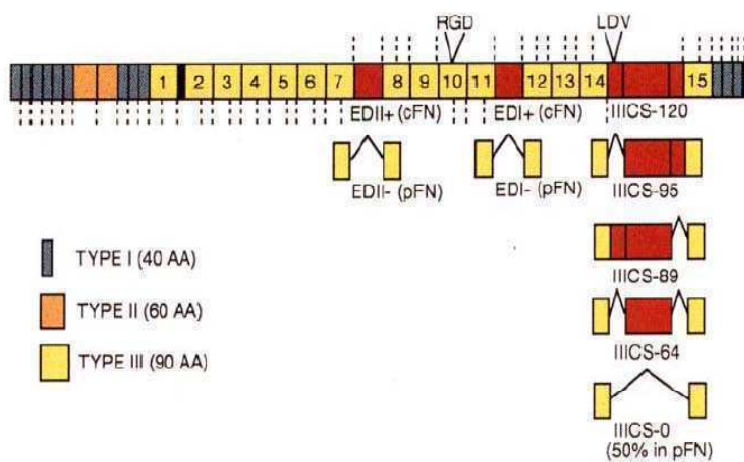 RGD LDV
1 2 3 4 5 6 7 8 9 10 11 12 13 14 15
EDII+ (cFN) EDI+ (cFN) IIICS-120
EDII- (pFN) EDI- (pFN) IIICS-95
TYPE I (40 AA)
IIICS-89
TYPE II (60 AA)
IIICS-64
TYPE III (90 AA)
IIICS-0
(50% in pFN)